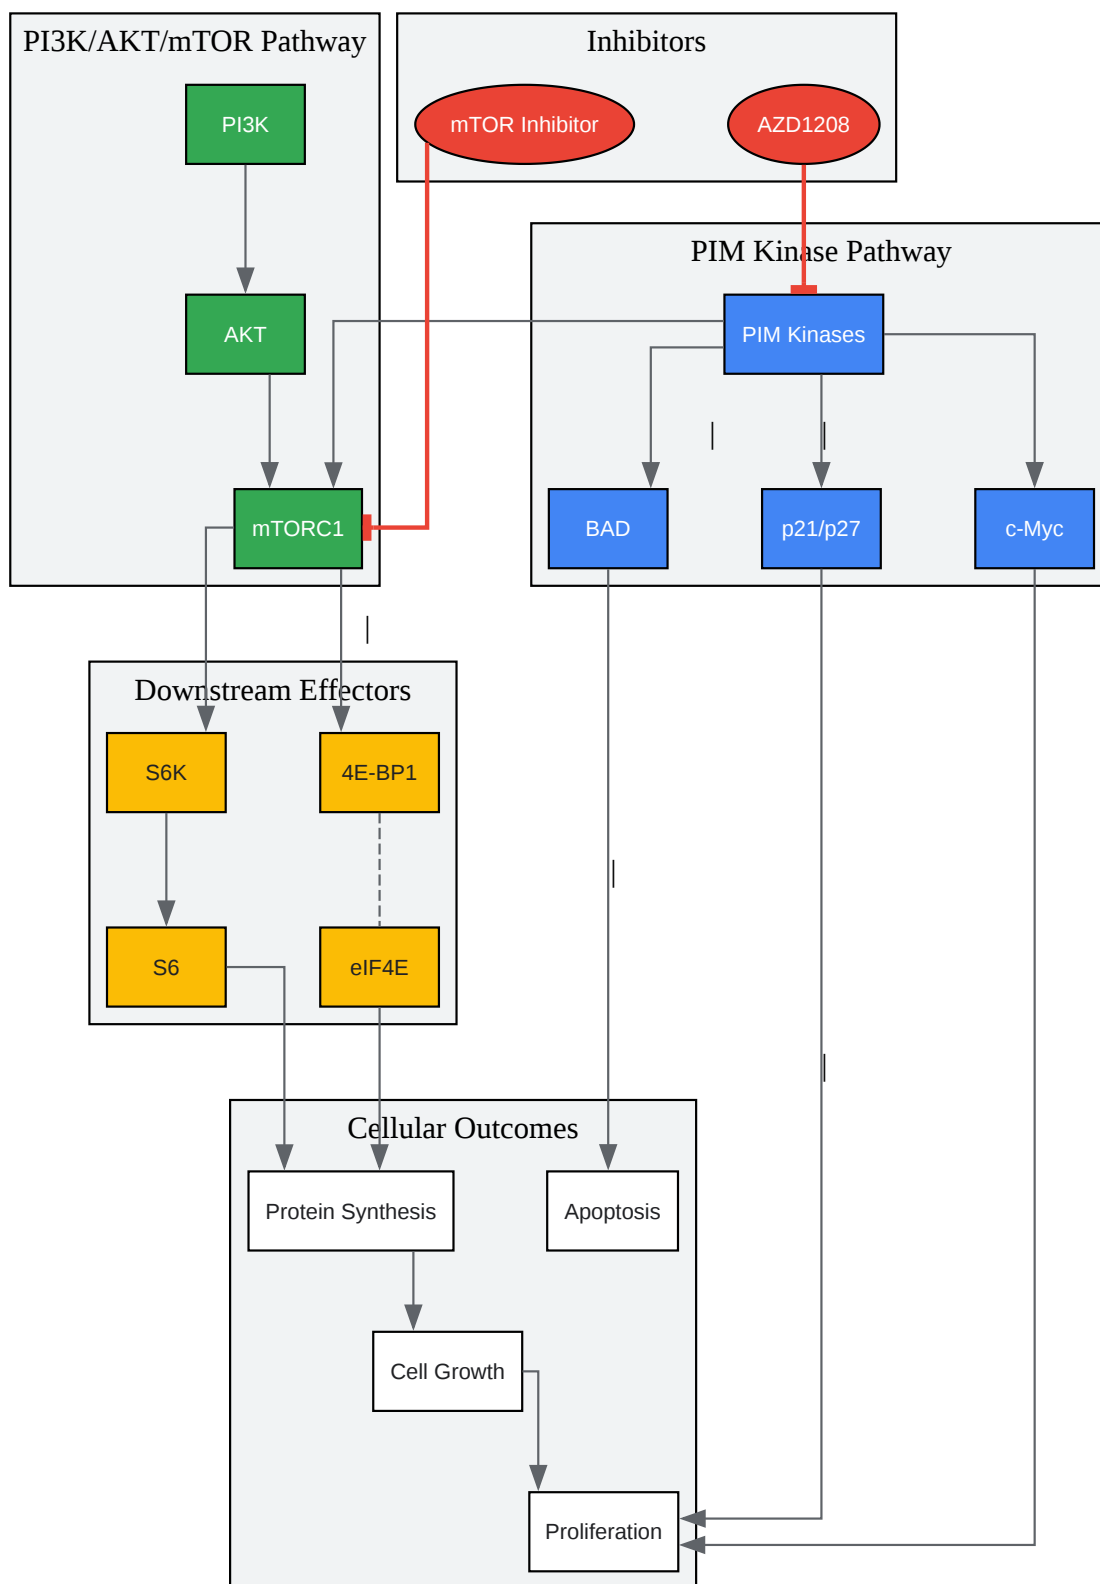 PI3K/AKT/mTOR Pathway
Inhibitors
PI3K
mTOR Inhibitor
AZD1208
PIM Kinase Pathway
AKT
PIM Kinases
|
|
mTORC1
BAD
p21/p27
c-Myc
|
Downstream Effectors
S6K
4E-BP1
|
S6
eIF4E
|
Cellular Outcomes
Protein Synthesis
Apoptosis
Cell Growth
Proliferation